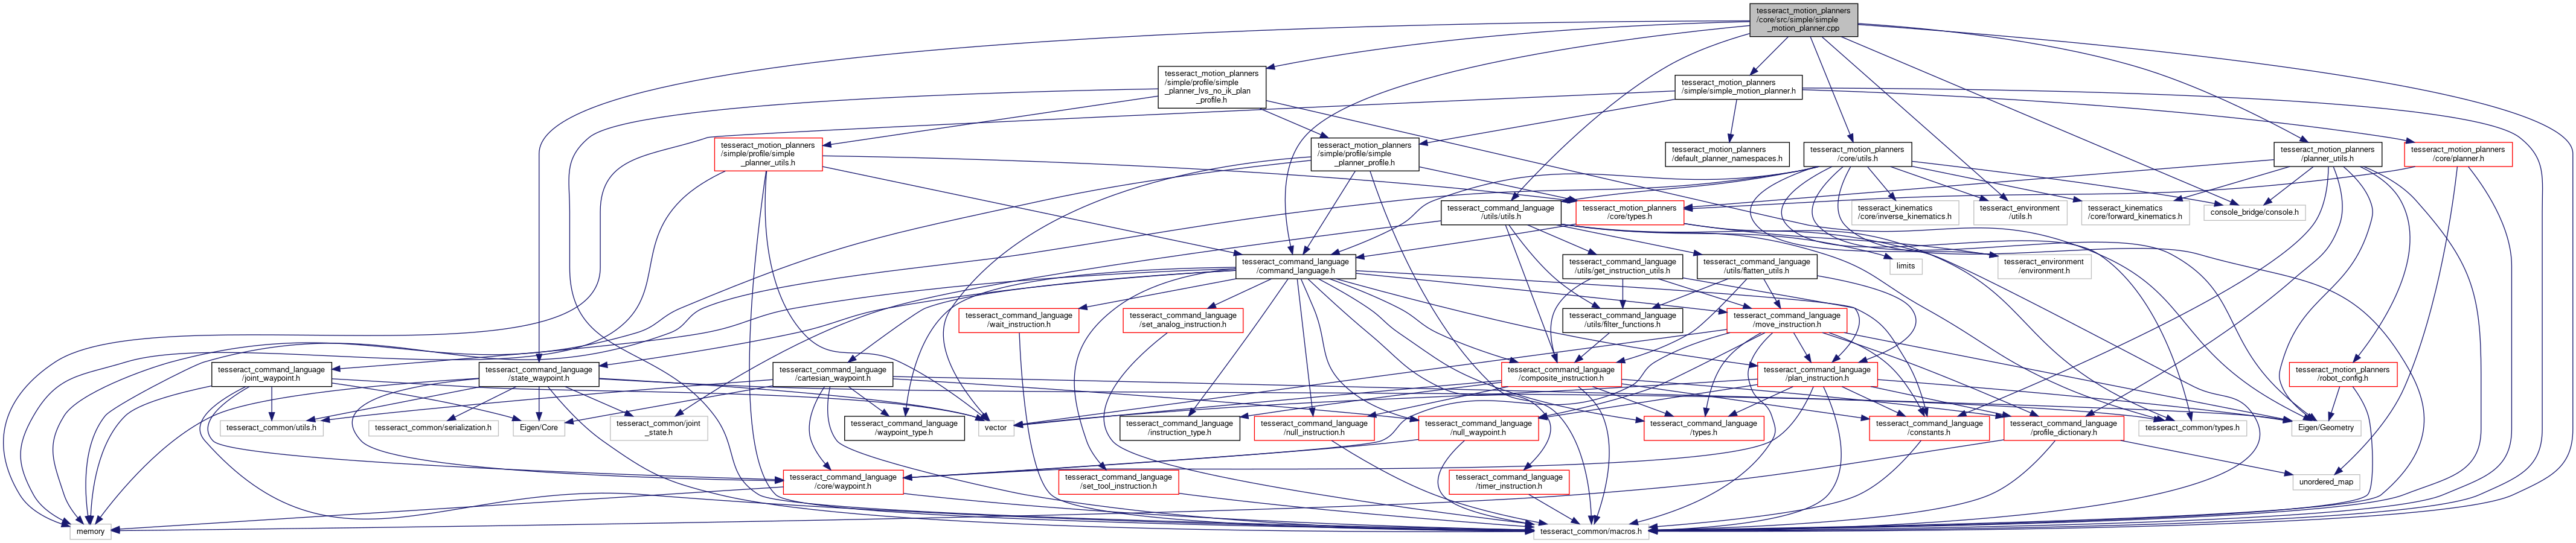 tesseract_motion_planners
/core/src/simple/simple
_motion_planner.cpp
tesseract_motion_planners
/simple/profile/simple
_planner_lvs_no_ik_plan
_profile.h
tesseract_motion_planners
/simple/simple_motion_planner.h
tesseract_motion_planners
/simple/profile/simple
_planner_utils.h
tesseract_motion_planners
/simple/profile/simple
_planner_profile.h
tesseract_motion_planners
/default_planner_namespaces.h
tesseract_motion_planners
/core/utils.h
tesseract_motion_planners
/planner_utils.h
tesseract_motion_planners
/core/planner.h
tesseract_command_language
/utils/utils.h
tesseract_motion_planners
/core/types.h
tesseract_kinematics
/core/inverse_kinematics.h
tesseract_environment
/utils.h
tesseract_kinematics
/core/forward_kinematics.h
console_bridge/console.h
tesseract_command_language
/command_language.h
tesseract_command_language
/utils/get_instruction_utils.h
tesseract_command_language
/utils/flatten_utils.h
limits
tesseract_environment
/environment.h
tesseract_command_language
/wait_instruction.h
tesseract_command_language
/set_analog_instruction.h
tesseract_command_language
/utils/filter_functions.h
tesseract_command_language
/move_instruction.h
tesseract_command_language
/joint_waypoint.h
tesseract_command_language
/state_waypoint.h
tesseract_command_language
/cartesian_waypoint.h
tesseract_command_language
/composite_instruction.h
tesseract_command_language
/plan_instruction.h
tesseract_motion_planners
/robot_config.h
tesseract_common/utils.h
tesseract_common/serialization.h
Eigen/Core
tesseract_common/joint
_state.h
tesseract_command_language
/waypoint_type.h
vector
tesseract_command_language
/instruction_type.h
tesseract_command_language
/null_instruction.h
tesseract_command_language
/null_waypoint.h
tesseract_command_language
/types.h
tesseract_command_language
/constants.h
tesseract_command_language
/profile_dictionary.h
tesseract_common/types.h
Eigen/Geometry
tesseract_command_language
/core/waypoint.h
tesseract_command_language
/set_tool_instruction.h
tesseract_command_language
/timer_instruction.h
unordered_map
memory
tesseract_common/macros.h